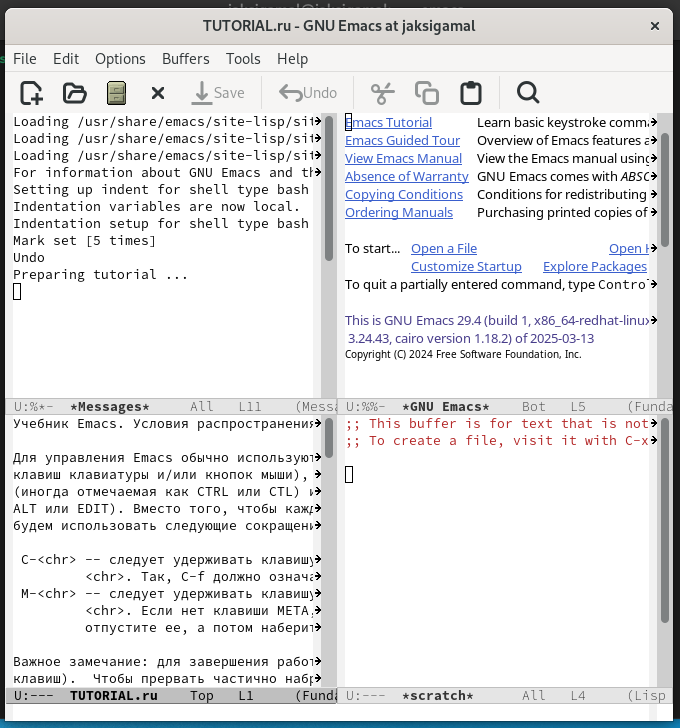 TUTORIAL.ru - GNU Emacs at jaksigamal
File Edit Options Buffers Tools Help
Save Undo
Loading /usr/share/emacs/site-lisp/sit
Loading /usr/share/emacs/site-lisp/sit
Loading /usr/share/emacs/site-lisp/sit
For information about GNU Emacs and th
Setting up indent for shell type bash
Indentation variables are now local.
Indentation setup for shell type bash
Mark set [5 times]
Undo
Preparing tutorial ...
U:%*- *Messages* All L11 (Messa
Emacs Tutorial Learn basic keystroke comm
Emacs Guided Tour Overview of Emacs features a
View Emacs Manual View the Emacs manual using
Absence of Warranty GNU Emacs comes with ABSO
Copying Conditions Conditions for redistributing
Ordering Manuals Purchasing printed copies of
To start... Open a File Open H
Customize Startup Explore Packages
To quit a partially entered command, type Control
This is GNU Emacs 29.4 (build 1, x86_64-redhat-linux
3.24.43, cairo version 1.18.2) of 2025-03-13
Copyright (C) 2024 Free Software Foundation, Inc.
U:%%- *GNU Emacs* Bot L5 (Funda
Учебник Emacs. Условия распространения
Для управления Emacs обычно используют
клавиш клавиатуры и/или кнопок мыши),
(иногда отмечаемая как CTRL или CTL) и
ALT или EDIT). Вместо того, чтобы кажд
будем использовать следующие сокращени
C-<chr> -- следует удерживать клавишу
<chr>. Так, C-f должно означа
M-<chr> -- следует удерживать клавишу
<chr>. Если нет клавиши META,
отпустите ее, а потом наберит
Важное замечание: для завершения работ
клавиш). Чтобы прервать частично набр
U:--- TUTORIAL.ru Top L1 (Funda
;; This buffer is for text that is not
;; To create a file, visit it with C-x
U:--- *scratch* All L4 (Lisp